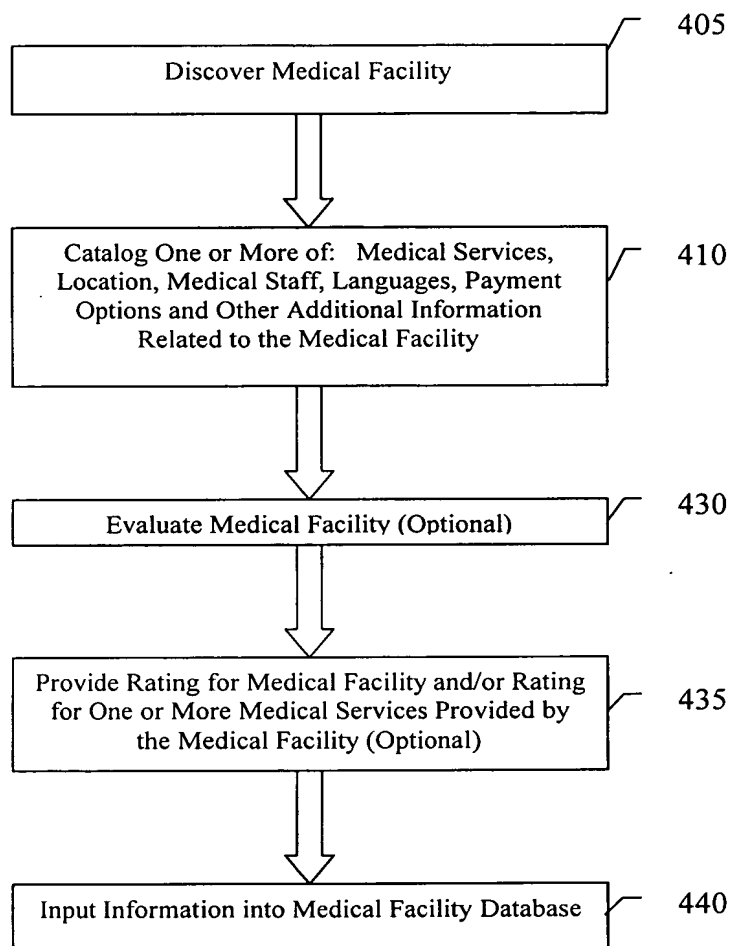 405
Discover Medical Facility
Catalog One or More of: Medical Services,
Location, Medical Staff, Languages, Payment
Options and Other Additional Information
Related to the Medical Facility
410
Evaluate Medical Facility (Optional)
430
Provide Rating for Medical Facility and/or Rating
for One or More Medical Services Provided by
the Medical Facility (Optional)
435
Input Information into Medical Facility Database
440